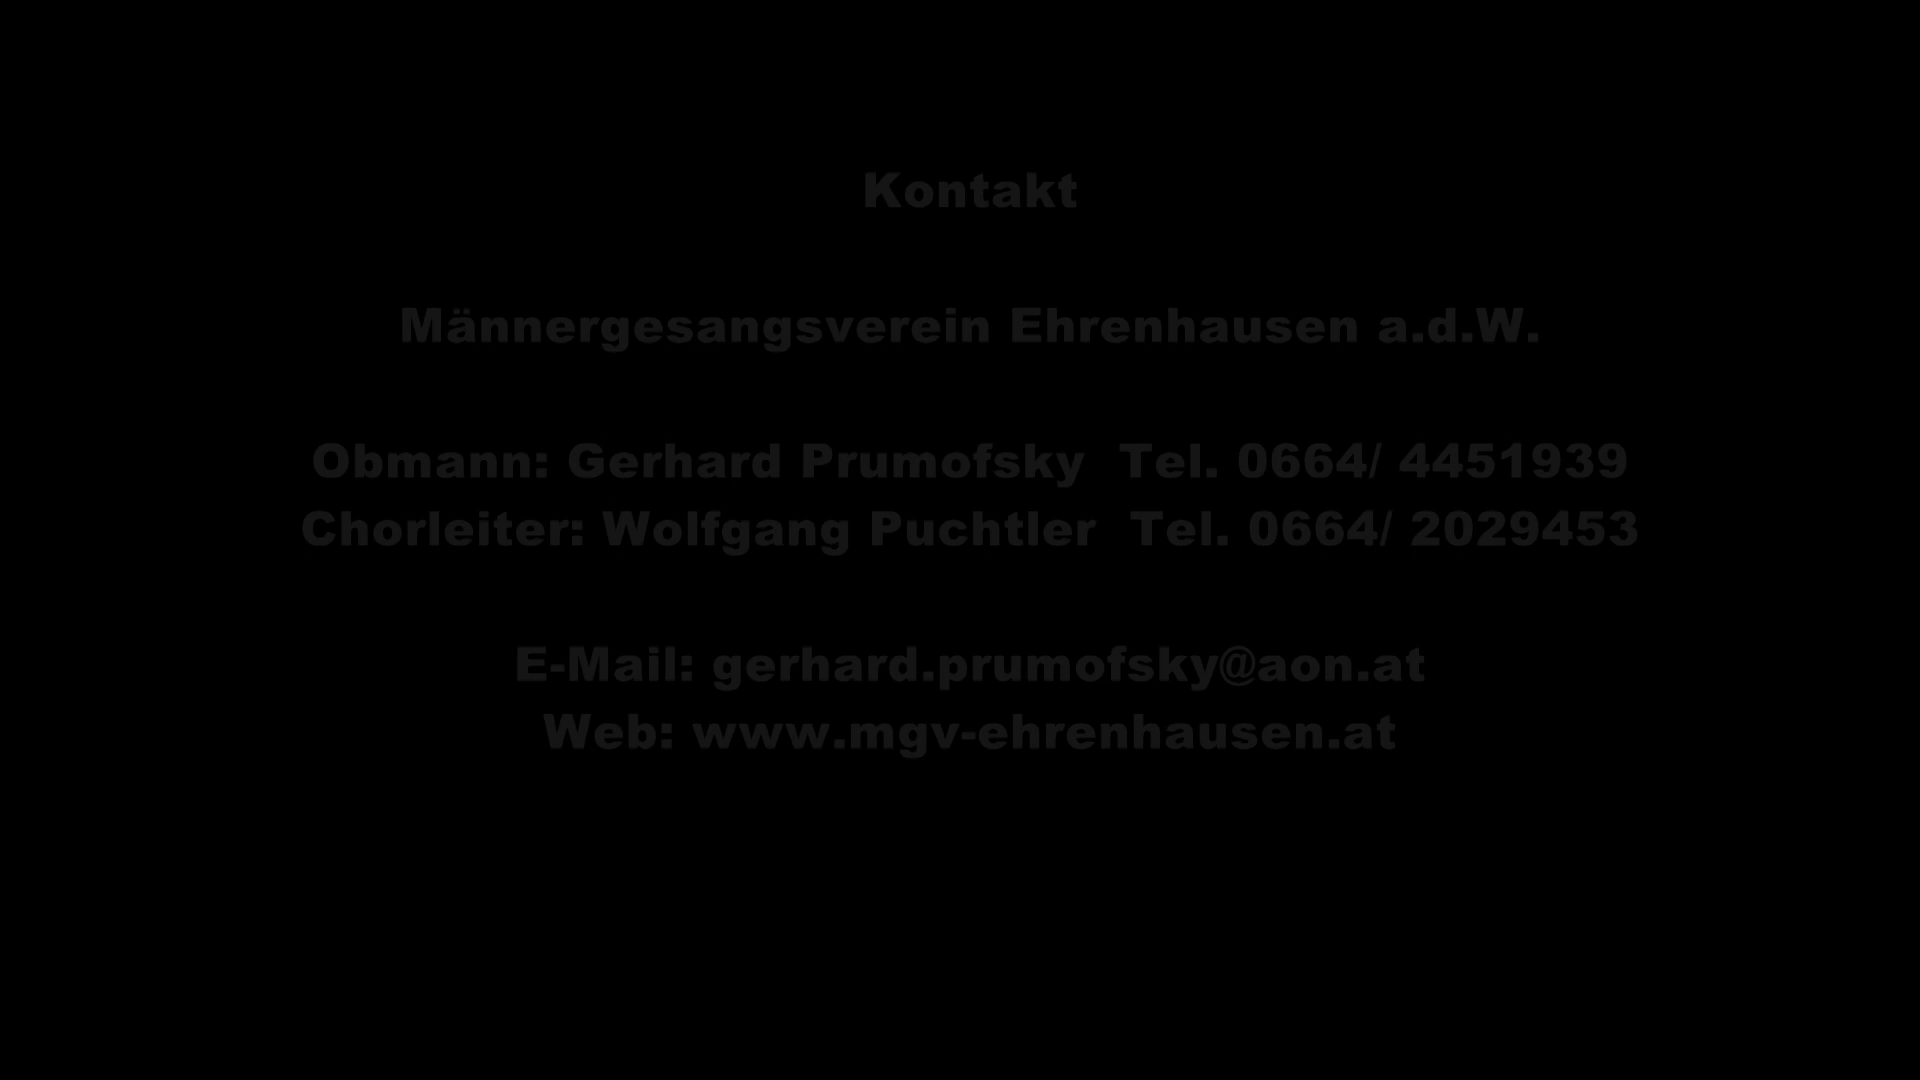 Kontakt
Männergesangsverein Ehrenhausen a.d.W.
Obmann: Gerhard Prumofsky  Tel. 0664/ 4451939
Chorleiter: Wolfgang Puchtler  Tel. 0664/ 2029453
E-Mail: gerhard.prumofsky@aon.at
Web: www.mgv-ehrenhausen.at